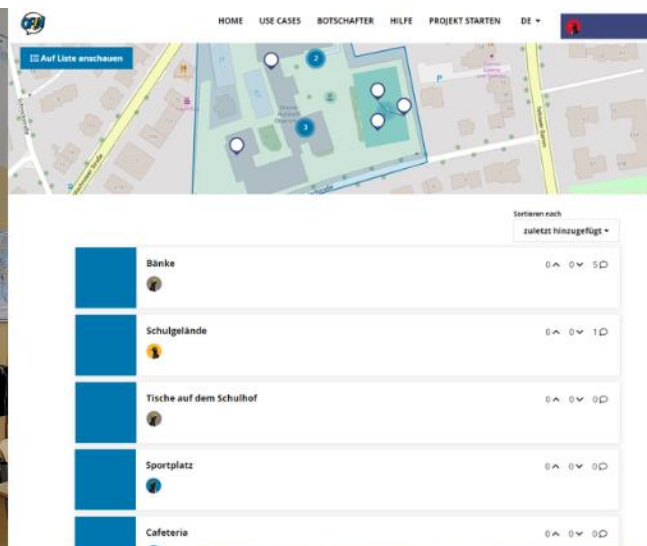 HOME USE CASES BOTSCHAFTER HILFE PROJEKT STARTEN DE
Auf Liste anschauen
2
P
3
Sortieren nach
zuletzt hinzugefügt
Bänke
0 0 5
Schulgelände
0 0 1
Tische auf dem Schulhof
0 0 0
Sportplatz
0 0 0
Cafeteria
0 0 0